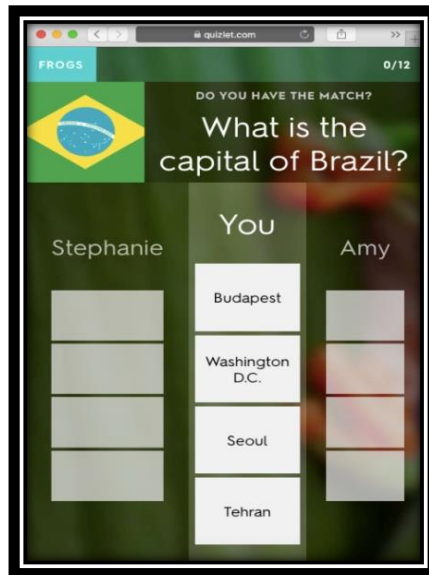 quizlet.com
FROGS
0/12
DO YOU HAVE THE MATCH?
What is the
capital of Brazil?
Stephanie
You
Amy
Budapest
Washington
D.C.
Seoul
Tehran